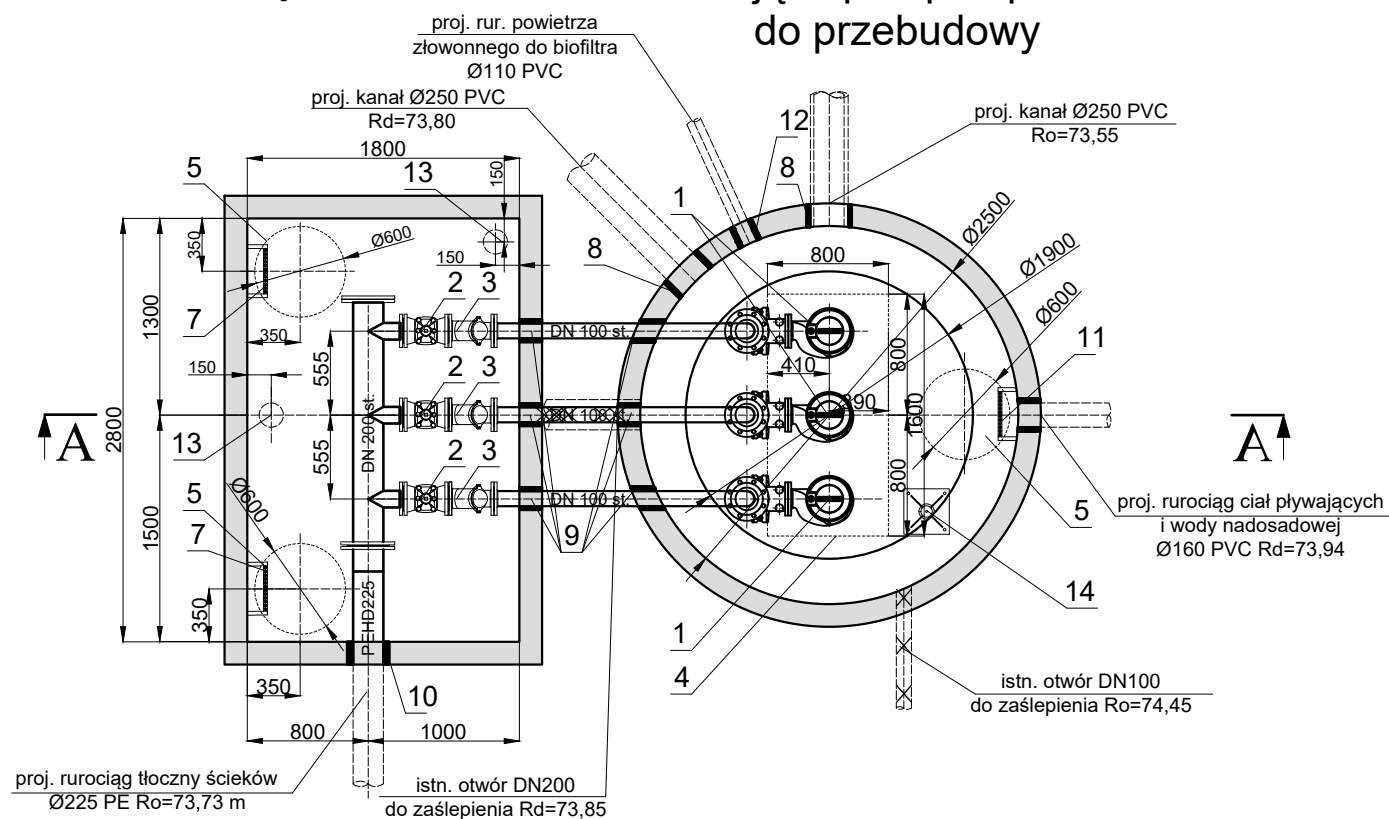 do przebudowy
proj. rur. powietrza
złowonnego do biofiltra
Ø110 PVC
proj. kanał Ø250 PVC
Rd=73,80
proj. kanał Ø250 PVC
Ro=73,55
1800
150
5
13
12
8
1
Ø2500
Ø1900
Ø600
350
Ø600
150
8
800
7
2
3
DN 100 st.
11
1300
350
555
410
800
150
2
3
DN 200 st.
890
1600
A
2800
13
555
2
3
800
A
5
7
Ø600
DN 100 st.
9
5
proj. rurociąg ciał pływających
i wody nadosadowej
Ø160 PVC Rd=73,94
1500
350
PEHD225
14
1
4
350
10
istn. otwór DN100
do zaślepienia Ro=74,45
800
1000
proj. rurociąg tłoczny ścieków
Ø225 PE Ro=73,73 m
istn. otwór DN200
do zaślepienia Rd=73,85